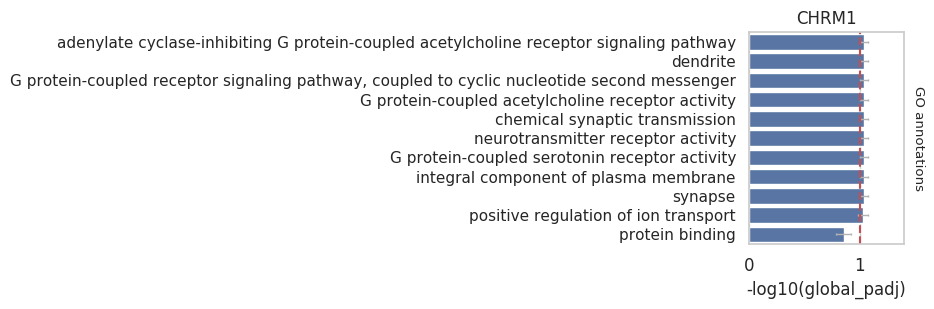 CHRM1
adenylate cyclase-inhibiting G protein-coupled acetylcholine receptor signaling pathway
dendrite
G protein-coupled receptor signaling pathway, coupled to cyclic nucleotide second messenger
G protein-coupled acetylcholine receptor activity
chemical synaptic transmission
neurotransmitter receptor activity
G protein-coupled serotonin receptor activity
integral component of plasma membrane
synapse
positive regulation of ion transport
protein binding
GO annotations
0 1
-log10(global_padj)